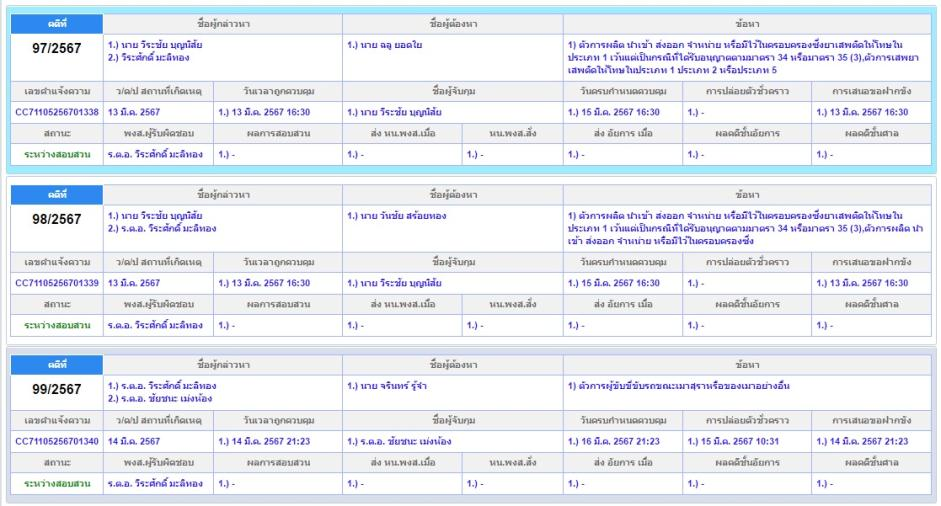 คดีที่ ชื่อผู้กล่าวหา ชื่อผู้ต้องหา ข้อหา
97/2567 1.) นาย วีระชัย บุญนิสัย 1.) นาย ฉลู ยอดใย 1) ตัวการผลิต นำเข้า ส่งออก จำหน่าย หรือมีไว้ในครอบครองซึ่งยาเสพติดให้โทษใน
2.) วีระศักดิ์ มะลิทอง ประเภท 1 เว้นแต่เป็นกรณีที่ได้รับอนุญาตตามมาตรา 34 หรือมาตรา 35 (3),ตัวการเสพยา
เสพติดให้โทษในประเภท 1 ประเภท 2 หรือประเภท 5
เลขคำแจ้งความ ว/ด/ป สถานที่เกิดเหตุ วันเวลาถูกควบคุม ชื่อผู้จับกุม วันครบกำหนดควบคุม การปล่อยตัวชั่วคราว การเสนอขอฝากขัง
CC71105256701338 13 มี.ค. 2567 1.) 13 มี.ค. 2567 16:30 1.) นาย วีระชัย บุญนิสัย 1.) 15 มี.ค. 2567 16:30 1.) - 1.) 13 มี.ค. 2567 16:30
สถานะ พงส.ผู้รับผิดชอบ ผลการสอบสวน ส่ง หน.พงส.เมื่อ หน.พงส.สั่ง ส่ง อัยการ เมื่อ ผลคดีชั้นอัยการ ผลคดีชั้นศาล
ระหว่างสอบสวน ร.ต.อ. วีระศักดิ์ มะลิทอง 1.) - 1.) - 1.) - 1.) - 1.) - 1.) -
คดีที่ ชื่อผู้กล่าวหา ชื่อผู้ต้องหา ข้อหา
98/2567 1.) นาย วีระชัย บุญนิสัย 1.) นาย วันชัย สร้อยทอง 1) ตัวการผลิต นำเข้า ส่งออก จำหน่าย หรือมีไว้ในครอบครองซึ่งยาเสพติดให้โทษใน
2.) ร.ต.อ. วีระศักดิ์ มะลิทอง ประเภท 1 เว้นแต่เป็นกรณีที่ได้รับอนุญาตตามมาตรา 34 หรือมาตรา 35 (3),ตัวการผลิต นำ
เข้า ส่งออก จำหน่าย หรือมีไว้ในครอบครองซึ่ง
เลขคำแจ้งความ ว/ด/ป สถานที่เกิดเหตุ วันเวลาถูกควบคุม ชื่อผู้จับกุม วันครบกำหนดควบคุม การปล่อยตัวชั่วคราว การเสนอขอฝากขัง
CC71105256701339 13 มี.ค. 2567 1.) 13 มี.ค. 2567 16:30 1.) นาย วีระชัย บุญนิสัย 1.) 15 มี.ค. 2567 16:30 1.) - 1.) 13 มี.ค. 2567 16:30
สถานะ พงส.ผู้รับผิดชอบ ผลการสอบสวน ส่ง หน.พงส.เมื่อ หน.พงส.สั่ง ส่ง อัยการ เมื่อ ผลคดีชั้นอัยการ ผลคดีชั้นศาล
ระหว่างสอบสวน ร.ต.อ. วีระศักดิ์ มะลิทอง 1.) - 1.) - 1.) - 1.) - 1.) - 1.) -
คดีที่ ชื่อผู้กล่าวหา ชื่อผู้ต้องหา ข้อหา
99/2567 1.) ร.ต.อ. วีระศักดิ์ มะลิทอง 1.) นาย จรินทร์ รู้จำ 1) ตัวการผู้ขับขี่ขับรถขณะเมาสุราหรือของเมาอย่างอื่น
2.) ร.ต.อ. ชัยชนะ เม่งห้อง
เลขคำแจ้งความ ว/ด/ป สถานที่เกิดเหตุ วันเวลาถูกควบคุม ชื่อผู้จับกุม วันครบกำหนดควบคุม การปล่อยตัวชั่วคราว การเสนอขอฝากขัง
CC71105256701340 14 มี.ค. 2567 1.) 14 มี.ค. 2567 21:23 1.) ร.ต.อ. ชัยชนะ เม่งห้อง 1.) 16 มี.ค. 2567 21:23 1.) 15 มี.ค. 2567 10:31 1.) 14 มี.ค. 2567 21:23
สถานะ พงส.ผู้รับผิดชอบ ผลการสอบสวน ส่ง หน.พงส.เมื่อ หน.พงส.สั่ง ส่ง อัยการ เมื่อ ผลคดีชั้นอัยการ ผลคดีชั้นศาล
ระหว่างสอบสวน ร.ต.อ. วีระศักดิ์ มะลิทอง 1.) - 1.) - 1.) - 1.) - 1.) - 1.) -